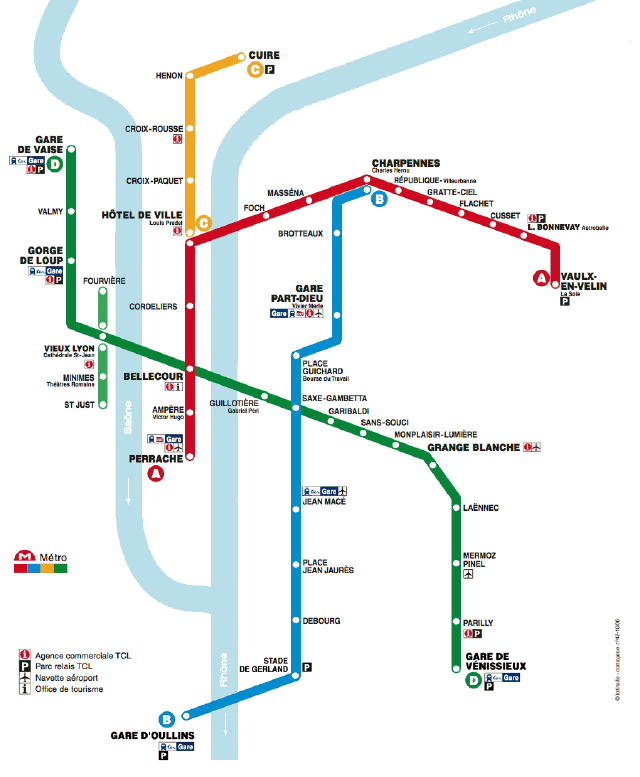 Rhône
CUIRE
C P
HENON
CROIX-ROUSSE
CROIX-PAQUET
HÔTEL DE VILLE
Louis Pradel
C
GARE
DE VAISE
Gare
D
P
VALMY
GORGE
DE LOUP
Gare
P
FOURVIÈRE
VIEUX LYON
Cathédrale St-Jean
MINIMES
Théâtres Romains
ST JUST
CORDELIERS
BELLECOUR
i
AMPÈRE
Victor Hugo
Gare
PERRACHE
A
Saône
FOCH
MASSÉNA
CHARPENNES
Charles Hernu
B
RÉPUBLIQUE - Villeurbanne
GRATTE-CIEL
FLACHET
CUSSET
P
L. BONNEVAY Astroballe
A
VAULX-
EN-VELIN
La Soie
P
BROTTEAUX
GARE
PART-DIEU
Vivier Merle
Gare
PLACE
GUICHARD
Bourse du Travail
GUILLOTIÈRE
Gabriel Péri
SAXE-GAMBETTA
GARIBALDI
SANS-SOUCI
MONPLAISIR-LUMIÈRE
GRANGE BLANCHE
LAËNNEC
MERMOZ
PINEL
PARILLY
P
GARE DE
VÉNISSIEUX
D
Gare
P
Gare
JEAN MACÉ
PLACE
JEAN JAURÈS
DEBOURG
STADE
DE GERLAND
P
Rhône
B
GARE D'OULLINS
Gare
P
M Métro
Agence commerciale TCL
P Parc relais TCL
Navette aéroport
i Office de tourisme